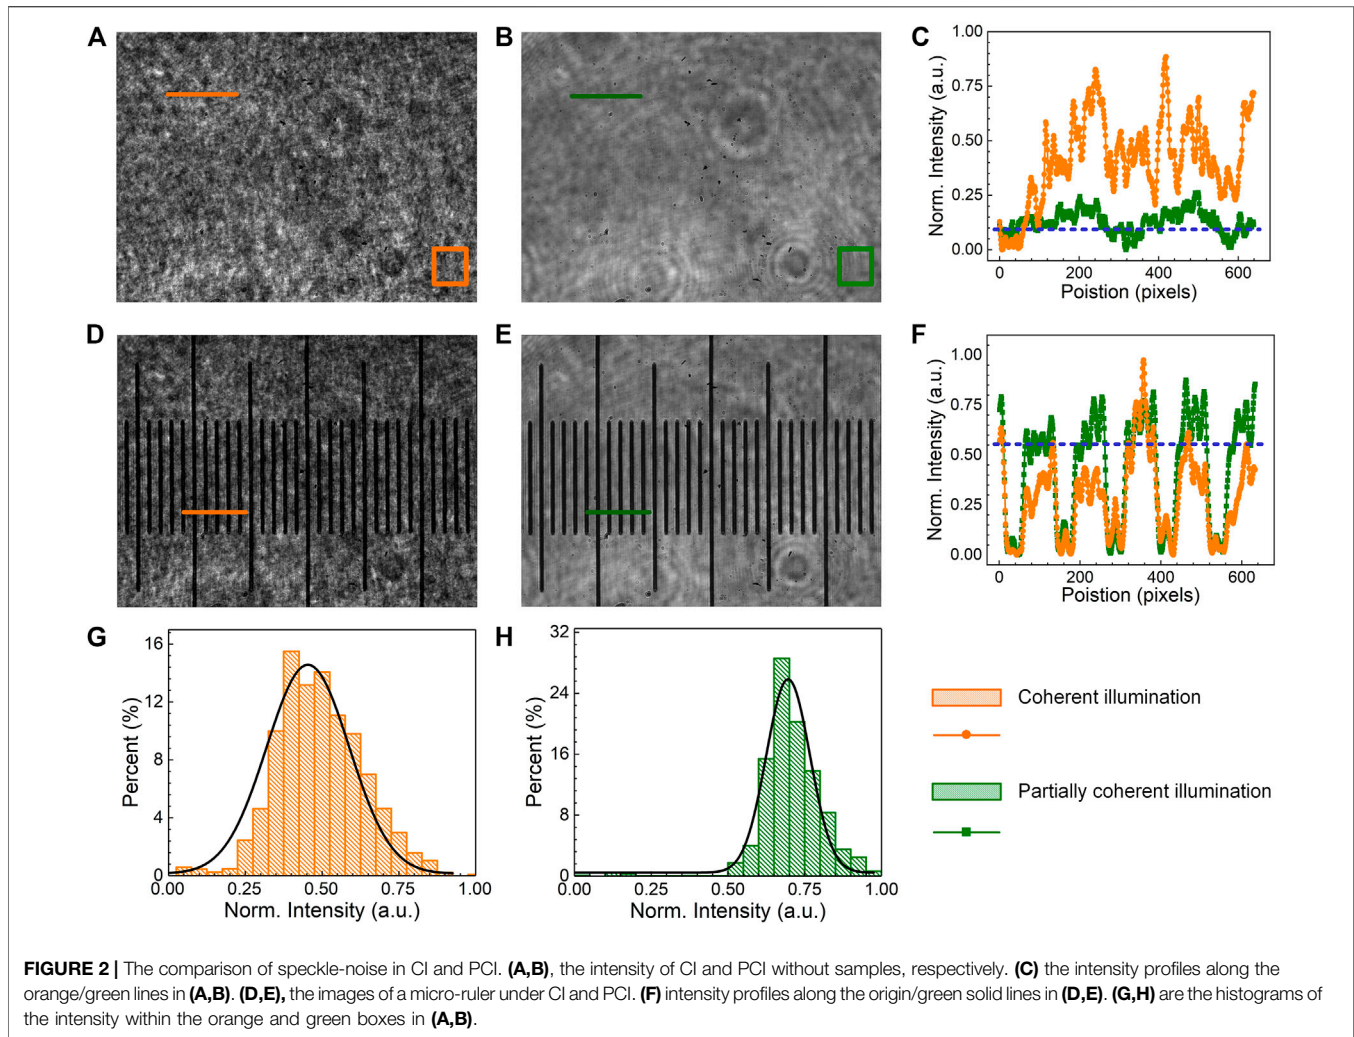 A
B
C
1.00
0.75
0.50
0.25
0.00
Norm. Intensity (a.u.)
0
200
400
600
Poistion (pixels)
D
E
F
1.00
0.75
0.50
0.25
0.00
Norm. Intensity (a.u.)
0
200
400
600
Poistion (pixels)
G
16
12
8
4
0
Percent (%)
0.00
0.25
0.50
0.75
1.00
Norm. Intensity (a.u.)
H
32
24
16
8
0
Percent (%)
0.00
0.25
0.50
0.75
1.00
Norm. Intensity (a.u.)
Coherent illumination
Partially coherent illumination
FIGURE 2 | The comparison of speckle-noise in CI and PCI. (A,B), the intensity of CI and PCI without samples, respectively. (C) the intensity profiles along the
orange/green lines in (A,B). (D,E), the images of a micro-ruler under CI and PCI. (F) intensity profiles along the origin/green solid lines in (D,E). (G,H) are the histograms of
the intensity within the orange and green boxes in (A,B).